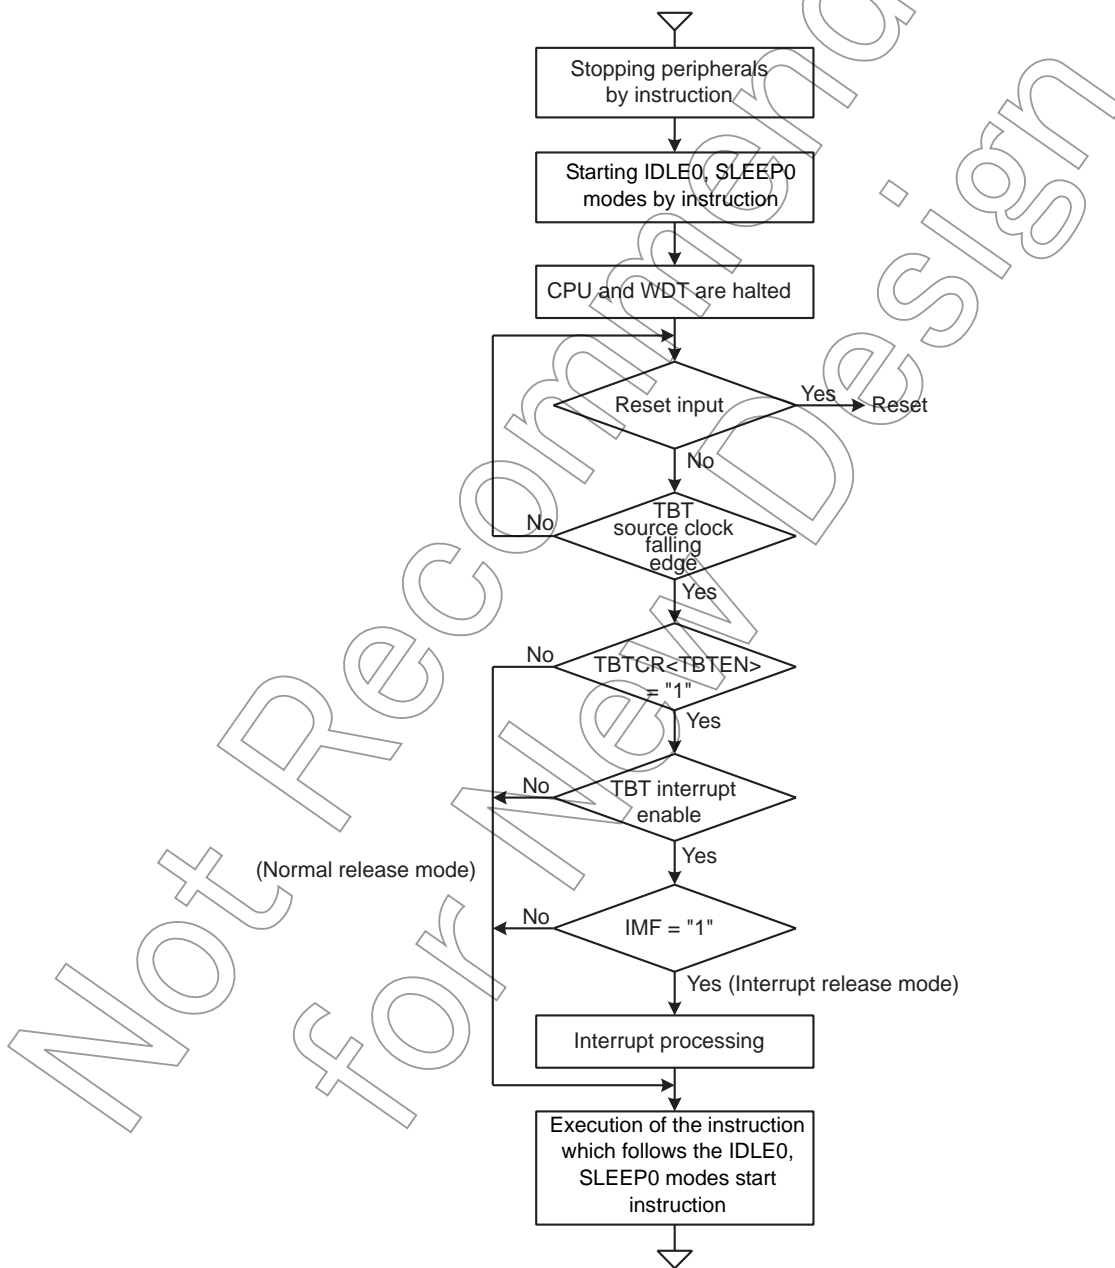 Stopping peripherals
by instruction
Starting IDLE0, SLEEP0
modes by instruction
CPU and WDT are halted
Reset input
Yes
Reset
No
TBT
source clock
falling
edge
No
Yes
TBTCR<TBTEN>
= "1"
No
Yes
TBT interrupt
enable
No
Yes
(Normal release mode)
IMF = "1"
No
Yes (Interrupt release mode)
Interrupt processing
Execution of the instruction
which follows the IDLE0,
SLEEP0 modes start
instruction
Not Recommend
for New Design